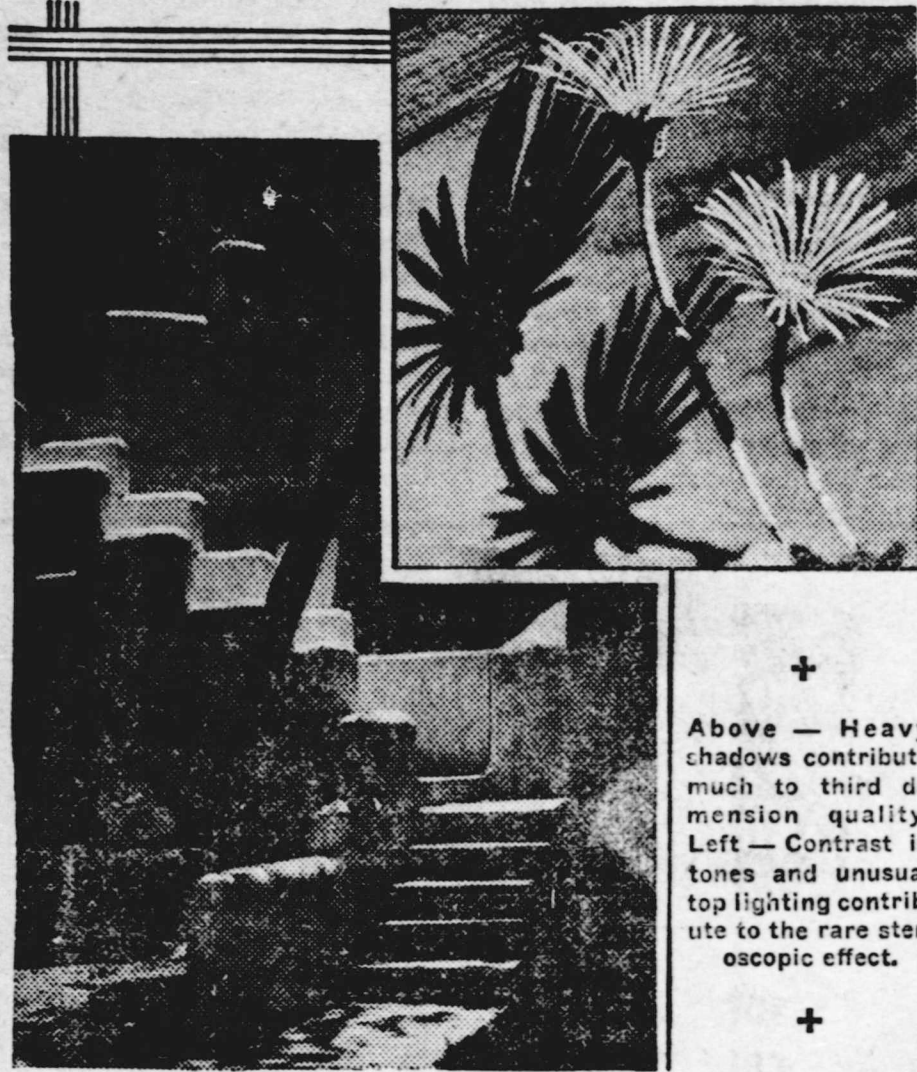 Above — Heavy
shadows contribut
much to third d
mension quality
Left — Contrast i
tones and unusua
top lighting contrib
ute to the rare ster
oscopic effect.